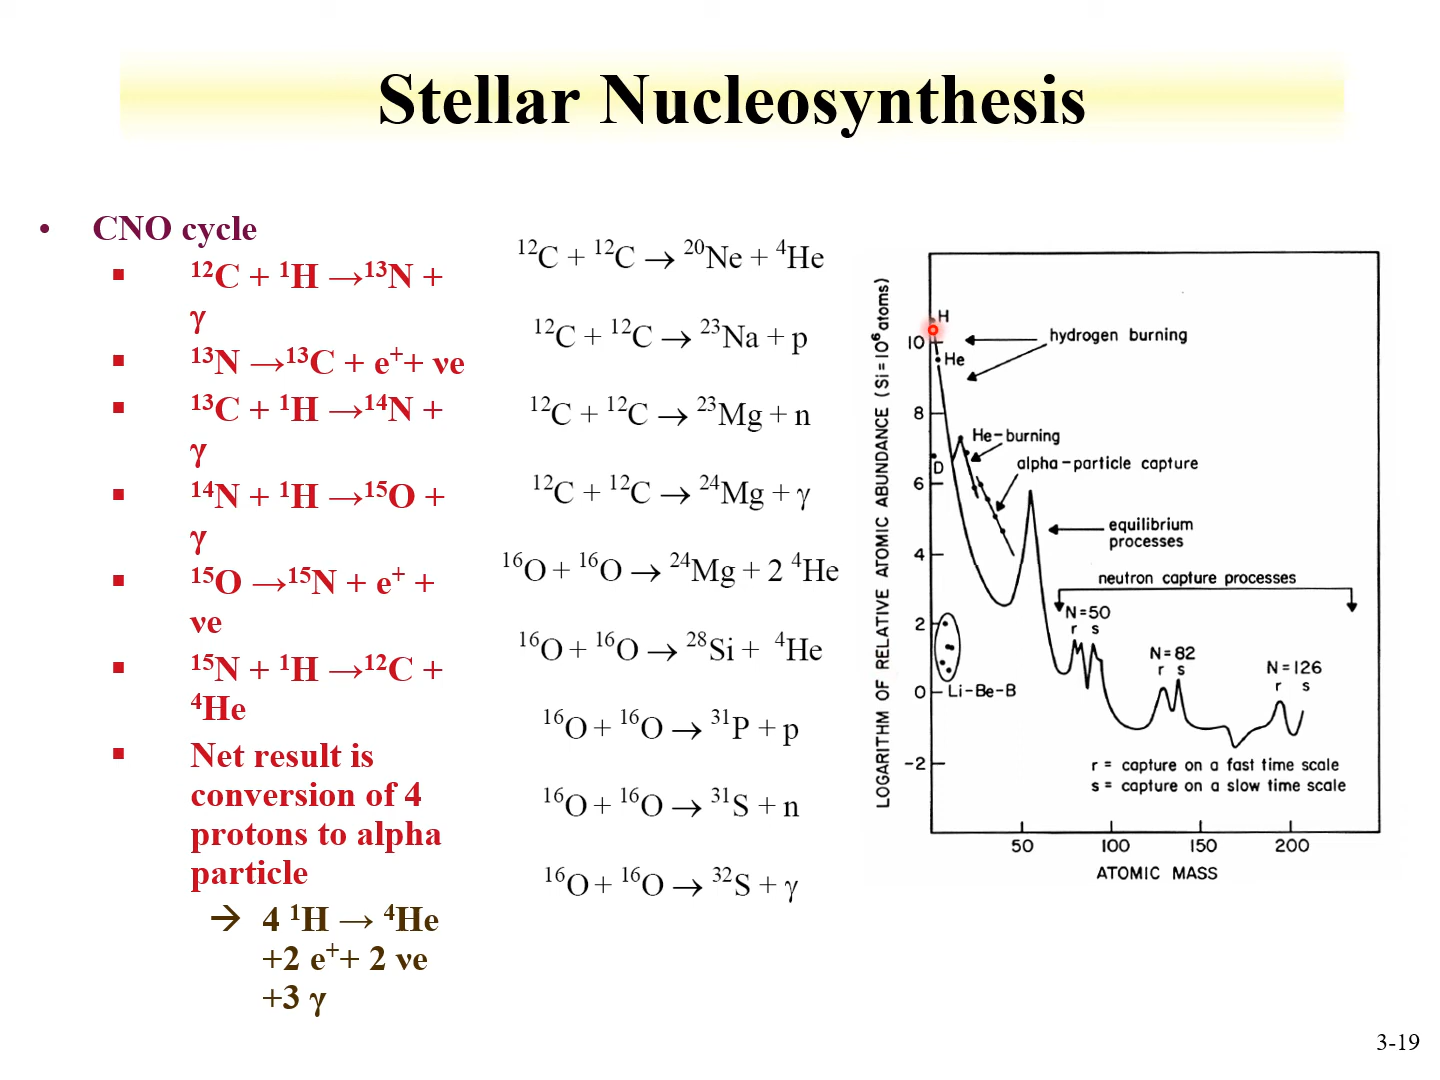 Stellar Nucleosynthesis
• CNO cycle
▪ ¹²C + ¹H →¹³N +
γ
▪ ¹³N →¹³C + e⁺+ νe
▪ ¹³C + ¹H →¹⁴N +
γ
▪ ¹⁴N + ¹H →¹⁵O +
γ
▪ ¹⁵O →¹⁵N + e⁺ +
νe
▪ ¹⁵N + ¹H →¹²C +
⁴He
▪ Net result is
conversion of 4
protons to alpha
particle
→ 4 ¹H → ⁴He
+2 e⁺+ 2 νe
+3 γ
¹²C + ¹²C → ²⁰Ne + ⁴He
¹²C + ¹²C → ²³Na + p
¹²C + ¹²C → ²³Mg + n
¹²C + ¹²C → ²⁴Mg + γ
¹⁶O + ¹⁶O → ²⁴Mg + 2 ⁴He
¹⁶O + ¹⁶O → ²⁸Si + ⁴He
¹⁶O + ¹⁶O → ³¹P + p
¹⁶O + ¹⁶O → ³¹S + n
¹⁶O + ¹⁶O → ³²S + γ
LOGARITHM OF RELATIVE ATOMIC ABUNDANCE (Si = 10⁶ atoms)
10
8
6
4
2
0
-2
H
hydrogen burning
He
He-burning
D
alpha-particle capture
equilibrium
processes
neutron capture processes
N=50
r s
N=82
r s
N=126
r s
Li-Be-B
r = capture on a fast time scale
s = capture on a slow time scale
50 100 150 200
ATOMIC MASS
3-19